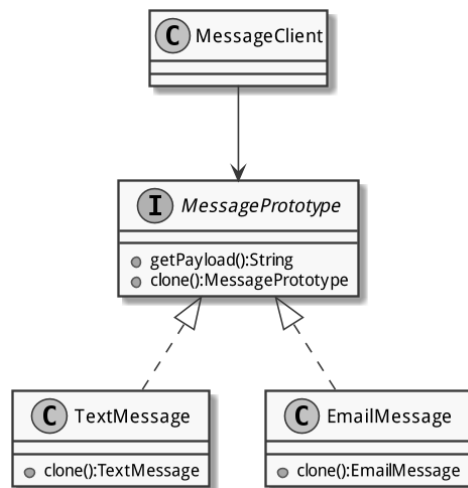 C MessageClient
I MessagePrototype
getPayload():String
clone():MessagePrototype
C TextMessage
C EmailMessage
clone():TextMessage
clone():EmailMessage